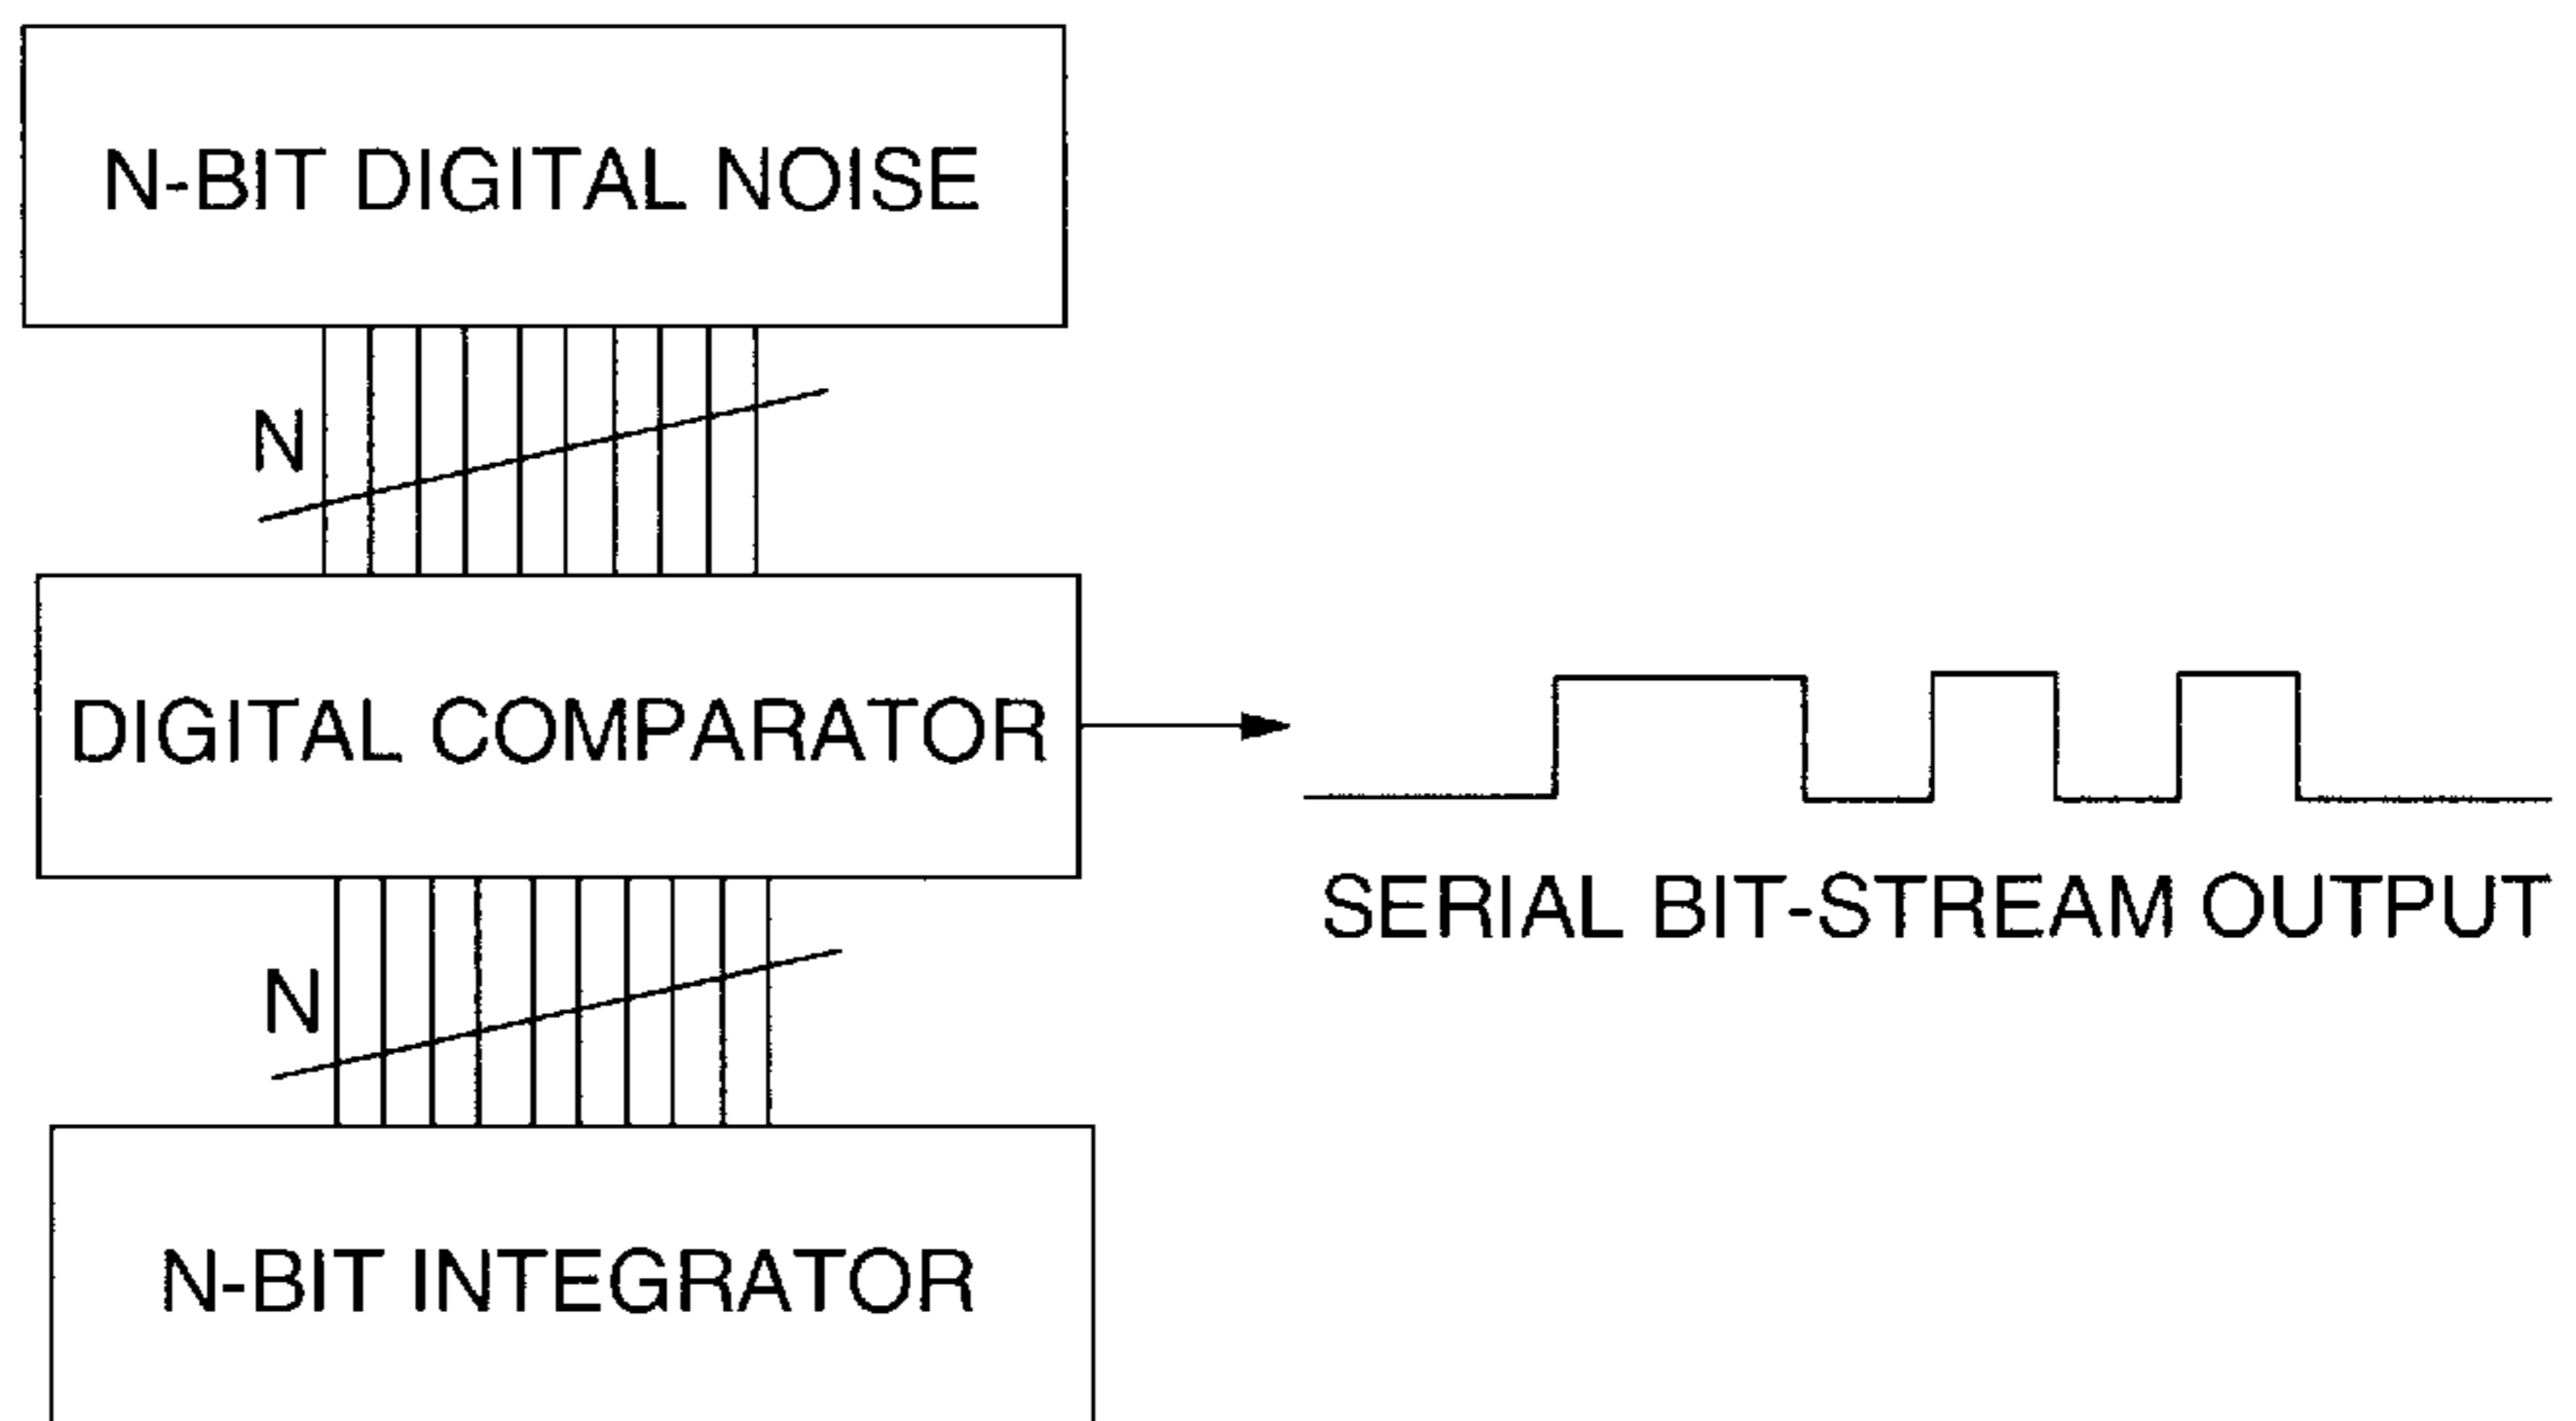 N-BIT DIGITAL NOISE
N
DIGITAL COMPARATOR
SERIAL BIT-STREAM OUTPUT
N
N-BIT INTEGRATOR